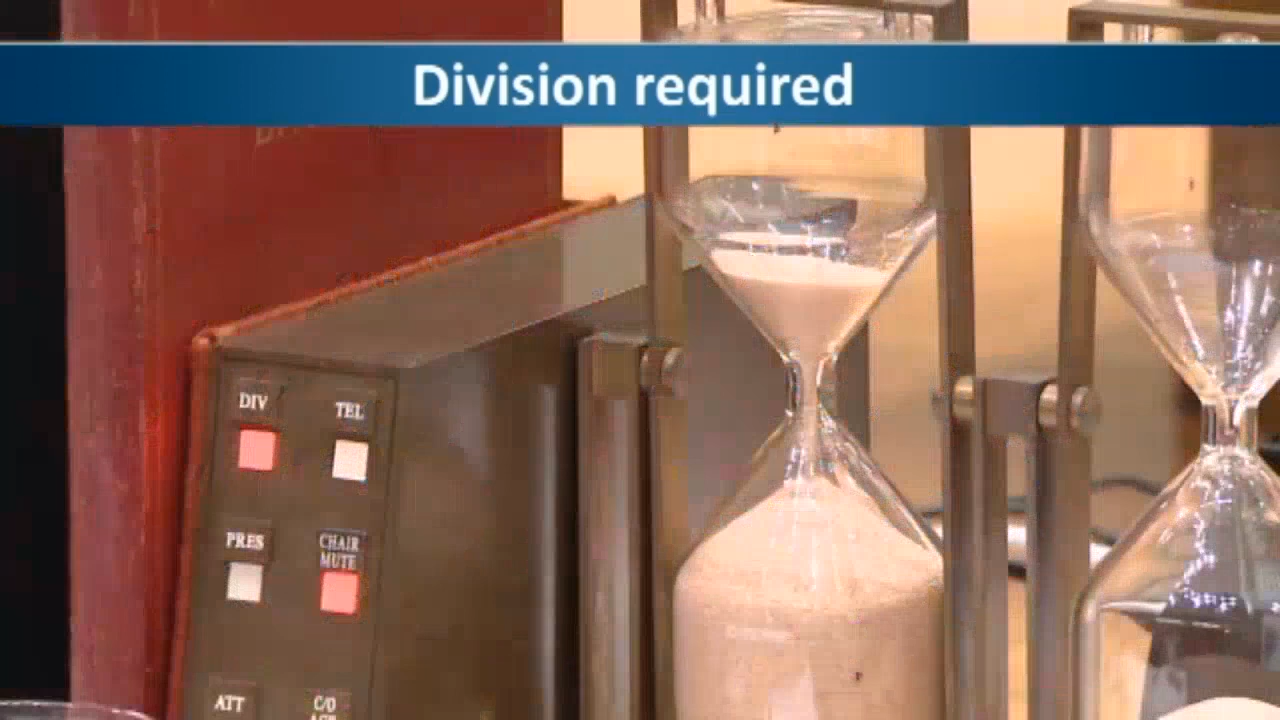 Division required
DIV
TEL
PRES
CHAIR
MUTE
ATT
C/O